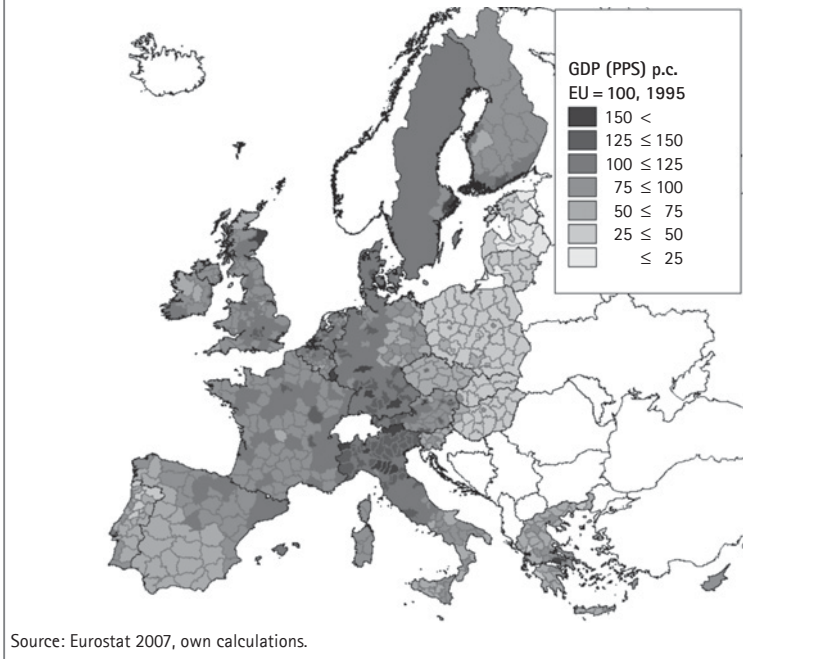 GDP (PPS) p.c.
EU = 100, 1995
150 <
125 ≤ 150
100 ≤ 125
75 ≤ 100
50 ≤ 75
25 ≤ 50
≤ 25
Source: Eurostat 2007, own calculations.